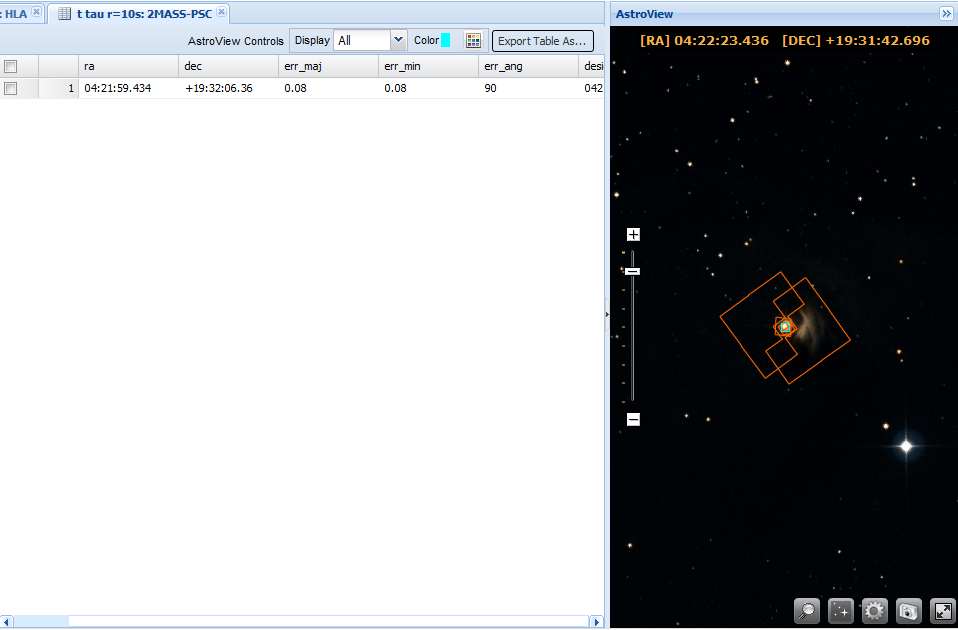 : HLA
t tau r=10s: 2MASS-PSC
AstroView
AstroView Controls Display All Color Export Table As...
[RA] 04:22:23.436 [DEC] +19:31:42.696
ra dec err_maj err_min err_ang desi
1 04:21:59.434 +19:32:06.36 0.08 0.08 90 042